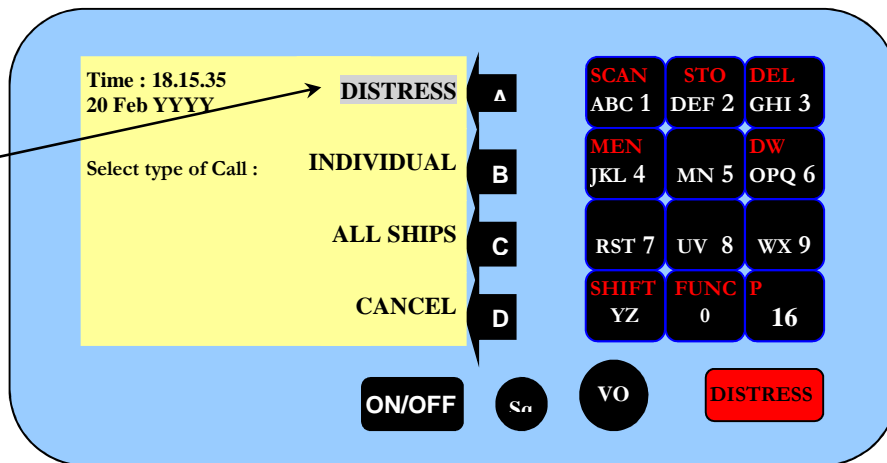 Time : 18.15.35
20 Feb YYYY
DISTRESS
A
Select type of Call :
INDIVIDUAL
B
ALL SHIPS
C
CANCEL
D
SCAN STO DEL
ABC 1 DEF 2 GHI 3
MEN DW
JKL 4 MN 5 OPQ 6
RST 7 UV 8 WX 9
SHIFT FUNC P
YZ 0 16
ON/OFF
Sq
VO
DISTRESS